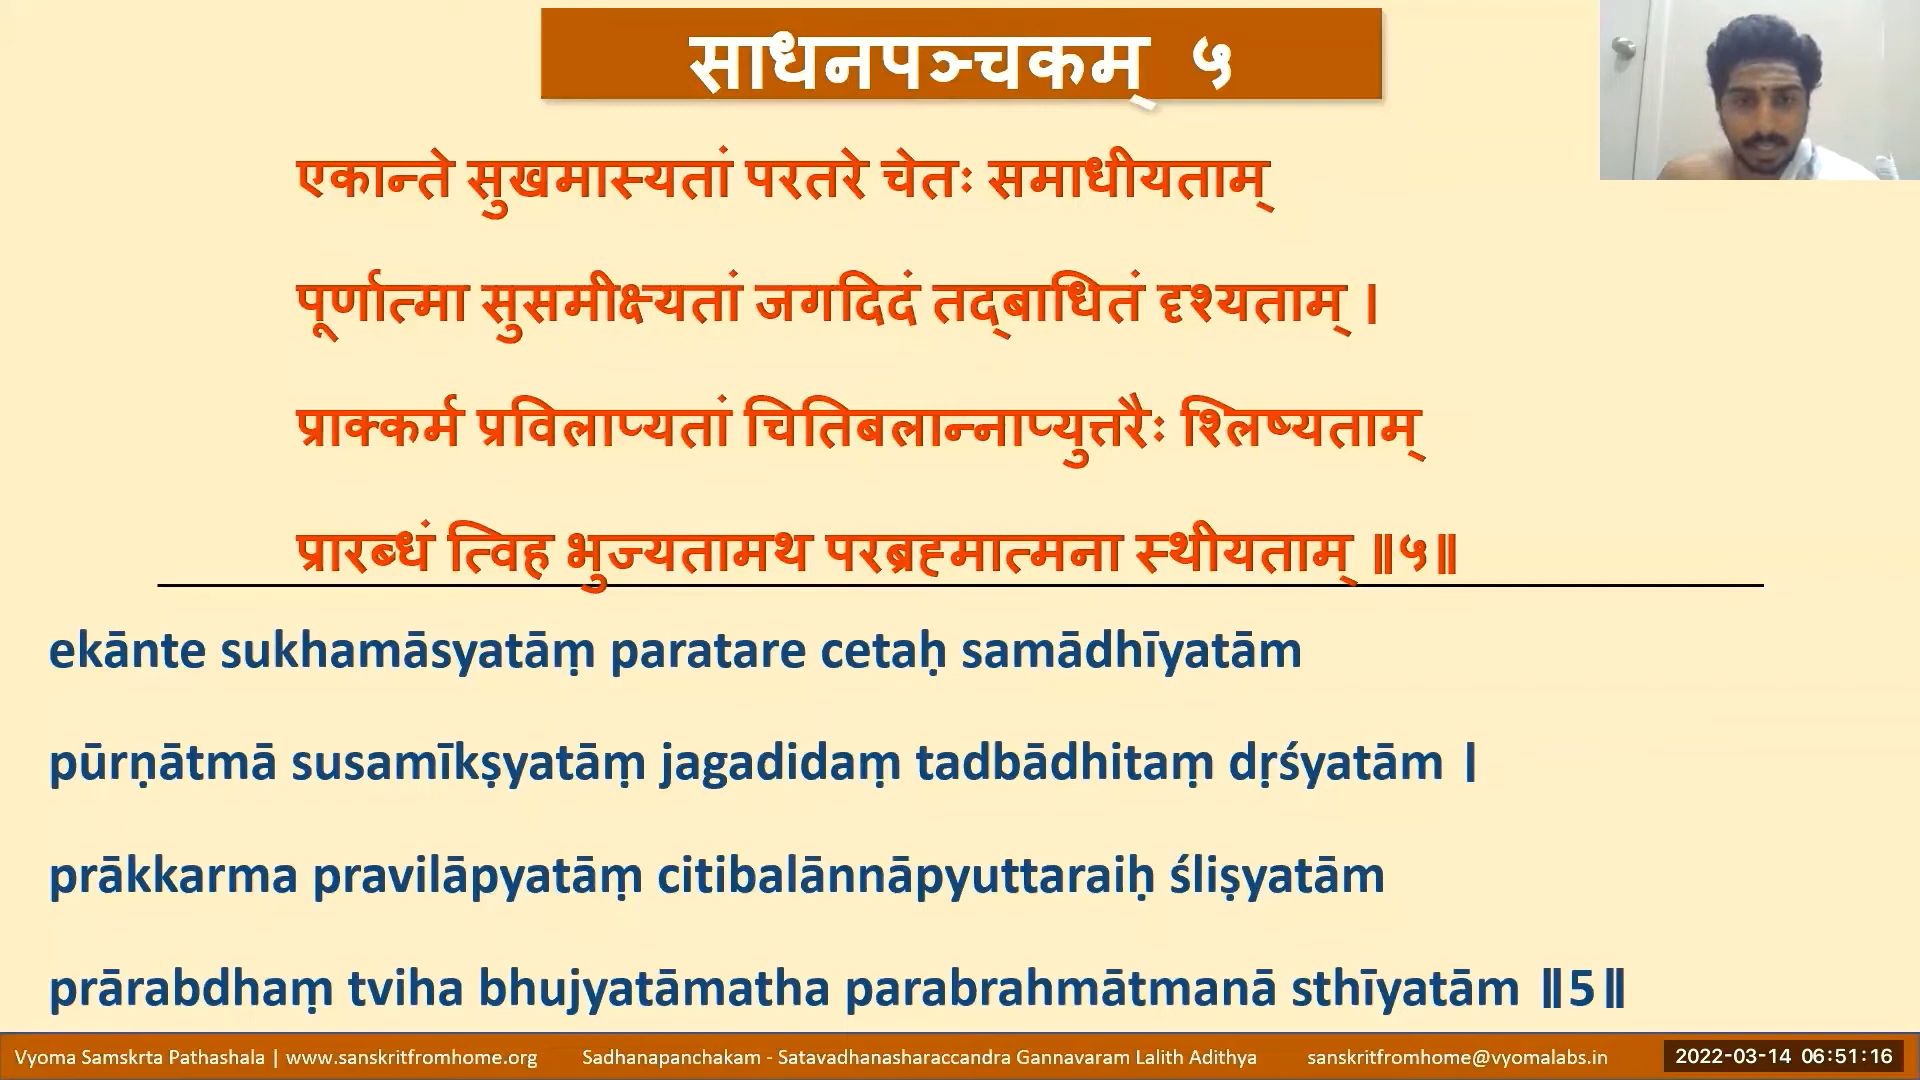 साधनपञ्चकम् ५
एकान्ते सुखमास्यतां परतरे चेतः समाधीयताम्
पूर्णात्मा सुसमीक्ष्यतां जगदिदं तद्बाधितं दृश्यताम् |
प्राक्कर्म प्रविलाप्यतां चितिबलान्नाप्युत्तरैः श्लिष्यताम्
प्रारब्धं त्विह भुज्यतामथ परब्रह्मात्मना स्थीयताम् ॥५॥
ekānte sukhamāsyatāṃ paratare cetaḥ samādhīyatām
pūrṇātmā susamīkṣyatāṃ jagadidaṃ tadbādhitaṃ dṛśyatām |
prākkarma pravilāpyatāṃ citibalānnāpyuttaraiḥ śliṣyatām
prārabdhaṃ tviha bhujyatāmatha parabrahmātmanā sthīyatām ॥5॥
Vyoma Samskrta Pathashala | www.sanskritfromhome.org Sadhanapanchakam - Satavadhanasharaccandra Gannavaram Lalith Adithya sanskritfromhome@vyomalabs.in 2022-03-14 06:51:16